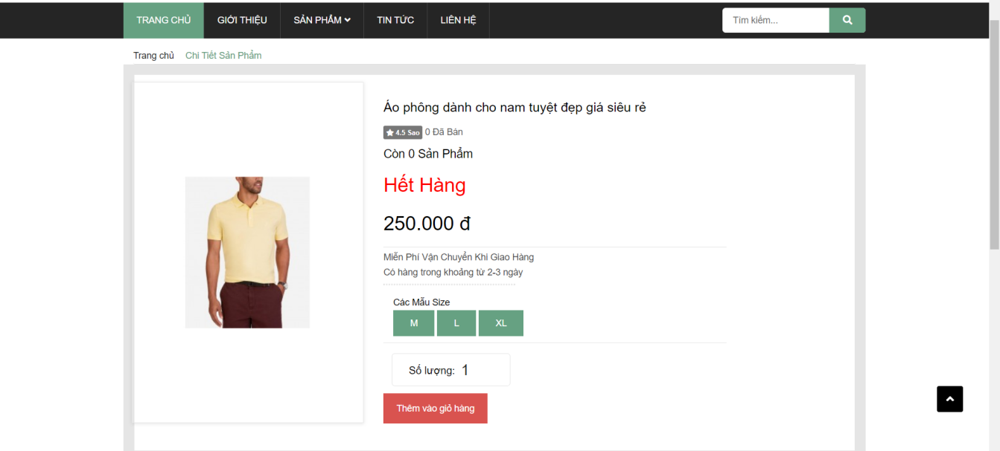 TRANG CHỦ GIỚI THIỆU SẢN PHẨM TIN TỨC LIÊN HỆ Tìm kiếm...
Trang chủ Chi Tiết Sản Phẩm
Áo phông dành cho nam tuyệt đẹp giá siêu rẻ
4.5 Sao 0 Đã Bán
Còn 0 Sản Phẩm
Hết Hàng
250.000 đ
Miễn Phí Vận Chuyển Khi Giao Hàng
Có hàng trong khoảng từ 2-3 ngày
Các Mẫu Size
M L XL
Số lượng: 1
Thêm vào giỏ hàng